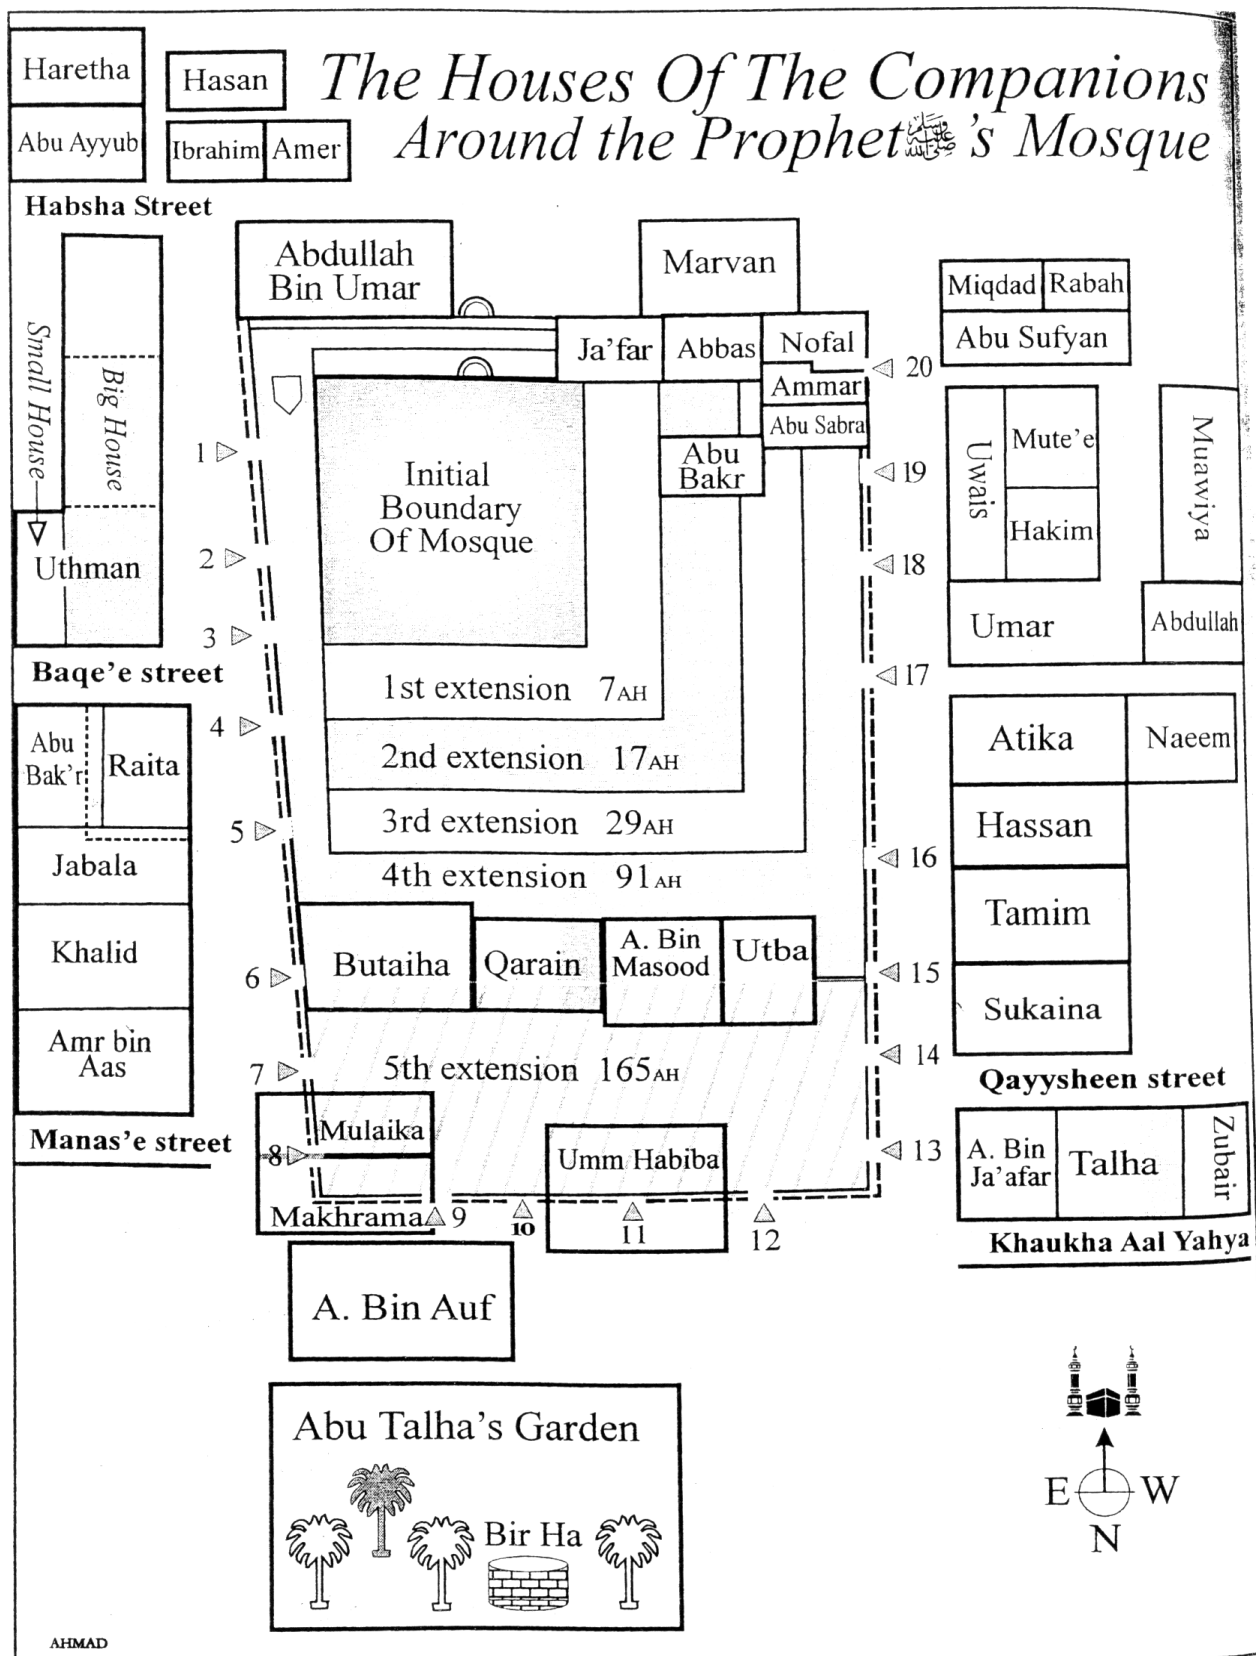 The Houses Of The Companions
Around the Prophet ﷺ 's Mosque
Haretha
Abu Ayyub
Hasan
Ibrahim
Amer
Habsha Street
Small House
Big House
Uthman
Baqe'e street
Abu
Bak'r
Raita
Jabala
Khalid
Amr bin
Aas
Manas'e street
Abdullah
Bin Umar
Marvan
Ja'far
Abbas
Nofal
Ammar
Abu Sabra
Abu
Bakr
Initial
Boundary
Of Mosque
1st extension 7AH
2nd extension 17AH
3rd extension 29AH
4th extension 91AH
Butaiha
Qarain
A. Bin
Masood
Utba
5th extension 165AH
Mulaika
Makhrama
Umm Habiba
1
2
3
4
5
6
7
8
9
10
11
12
13
14
15
16
17
18
19
20
Miqdad
Rabah
Abu Sufyan
Uwais
Mute'e
Hakim
Muawiya
Umar
Abdullah
Atika
Naeem
Hassan
Tamim
Sukaina
Qayysheen street
A. Bin
Ja'afar
Talha
Zubair
Khaukha Aal Yahya
A. Bin Auf
Abu Talha's Garden
Bir Ha
E
W
N
AHMAD